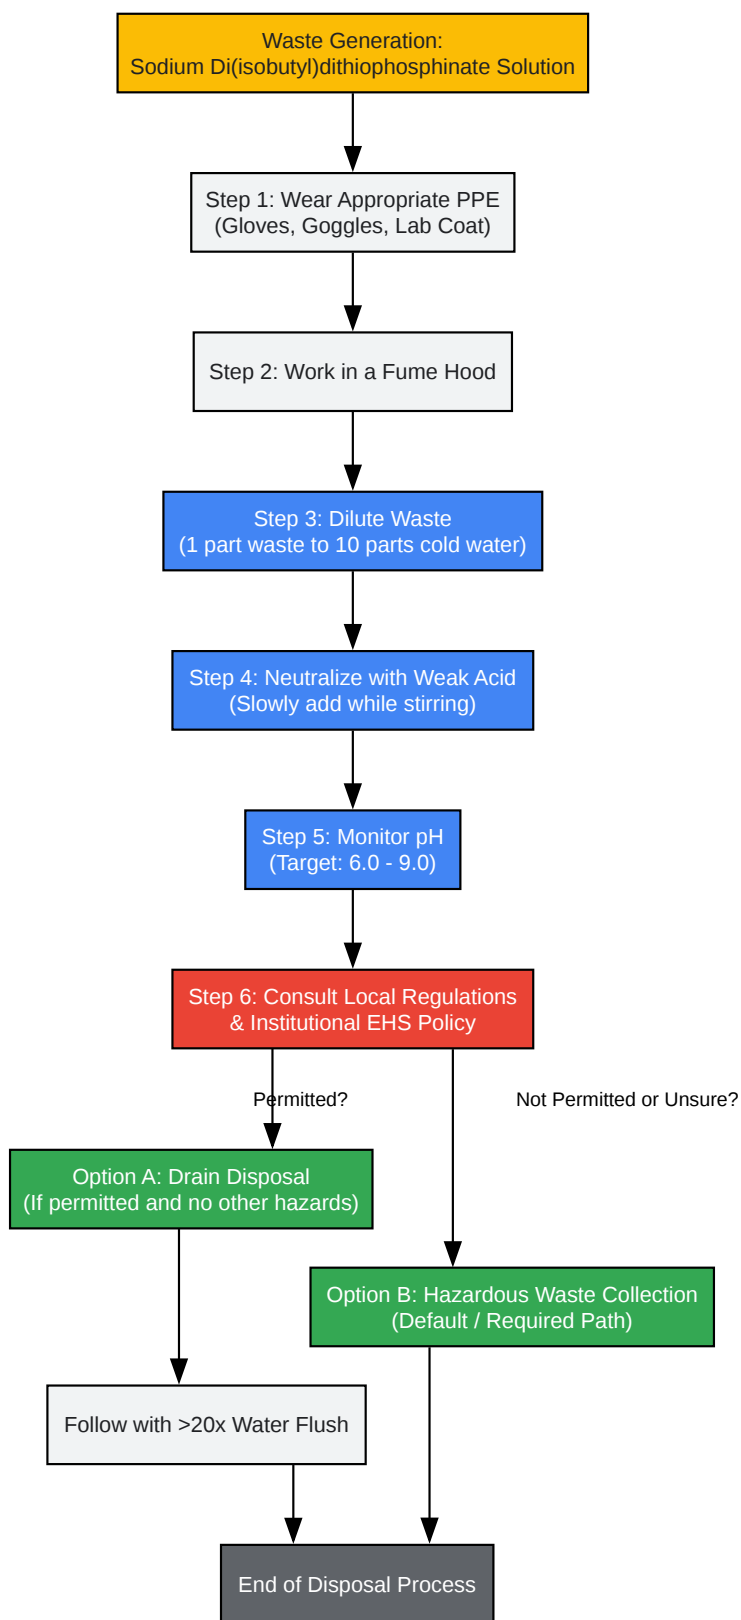 Waste Generation:
Sodium Di(isobutyl)dithiophosphinate Solution
Step 1: Wear Appropriate PPE
(Gloves, Goggles, Lab Coat)
Step 2: Work in a Fume Hood
Step 3: Dilute Waste
(1 part waste to 10 parts cold water)
Step 4: Neutralize with Weak Acid
(Slowly add while stirring)
Step 5: Monitor pH
(Target: 6.0 - 9.0)
Step 6: Consult Local Regulations
& Institutional EHS Policy
Permitted?
Not Permitted or Unsure?
Option A: Drain Disposal
(If permitted and no other hazards)
Option B: Hazardous Waste Collection
(Default / Required Path)
Follow with >20x Water Flush
End of Disposal Process